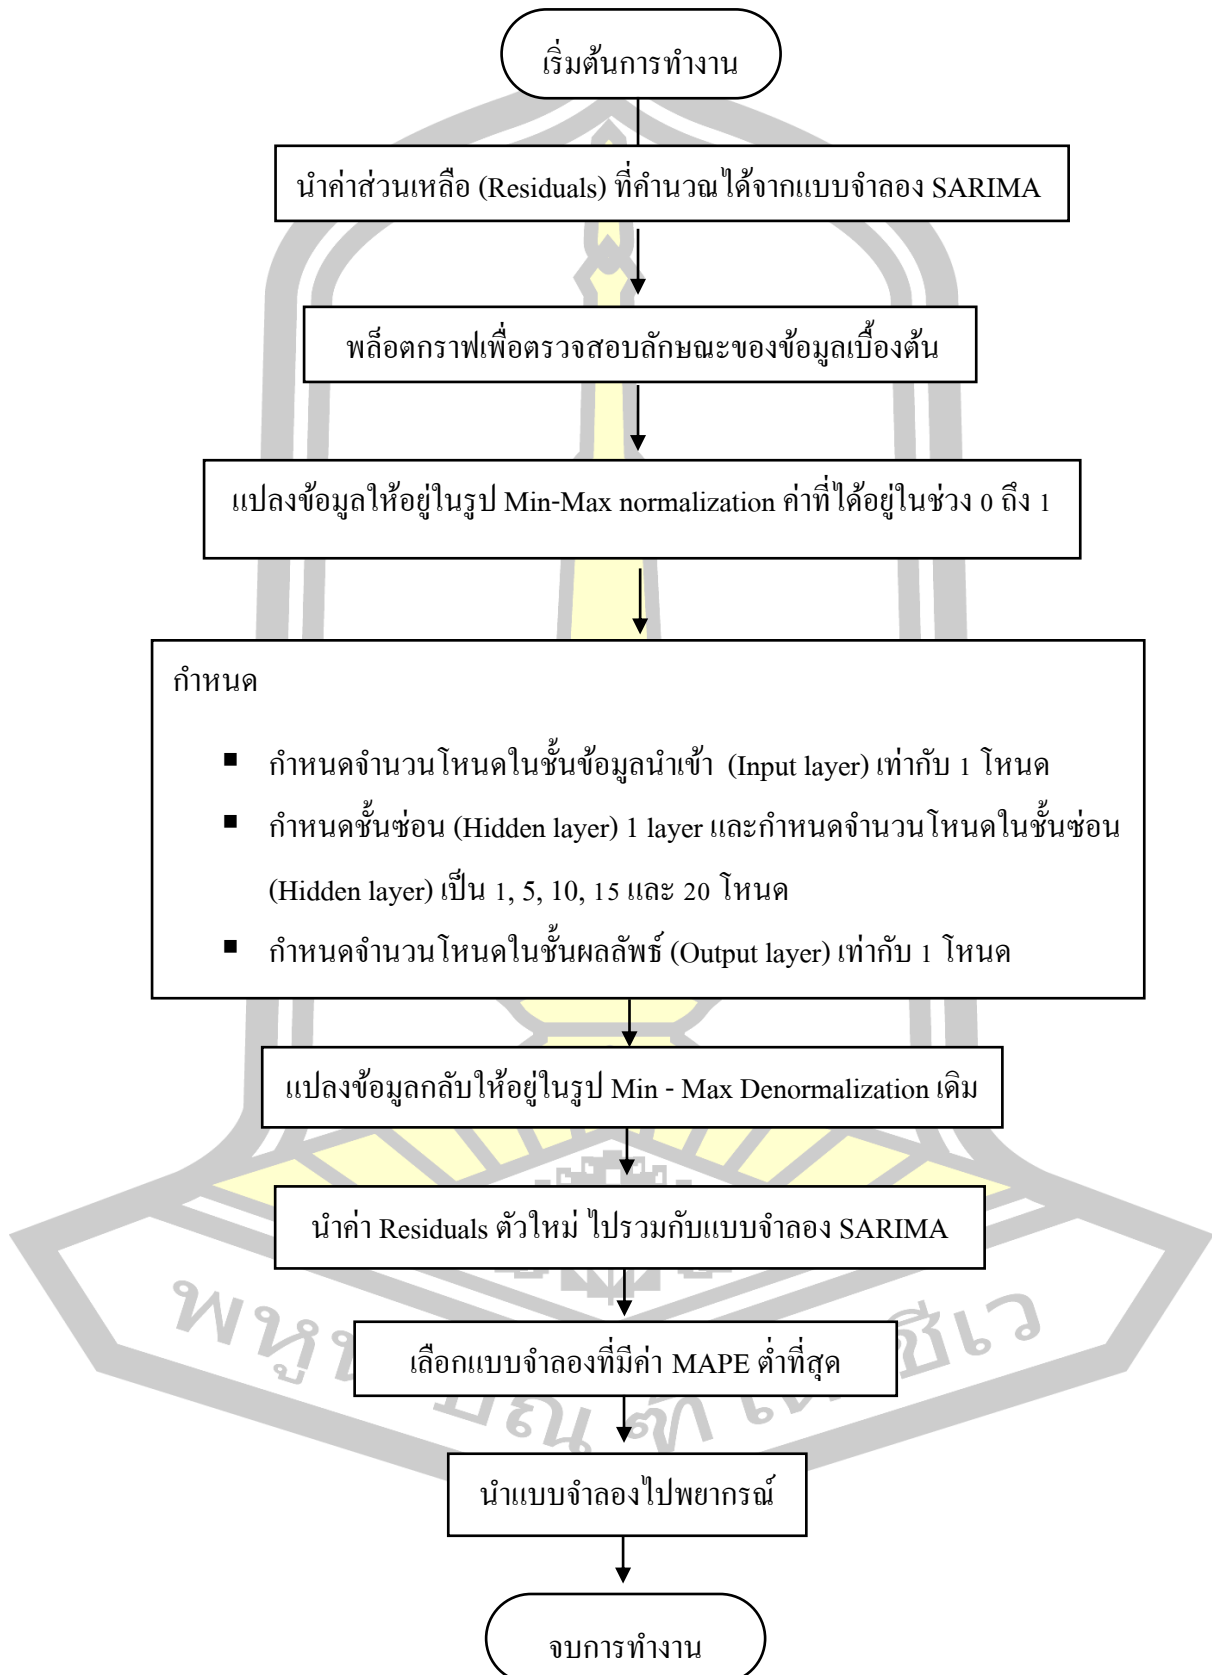 เริ่มต้นการทำงาน
นำค่าส่วนเหลือ (Residuals) ที่คำนวณได้จากแบบจำลอง SARIMA
พล็อตกราฟเพื่อตรวจสอบลักษณะของข้อมูลเบื้องต้น
แปลงข้อมูลให้อยู่ในรูป Min-Max normalization ค่าที่ได้อยู่ในช่วง 0 ถึง 1
กำหนด
▪ กำหนดจำนวนโหนดในชั้นข้อมูลนำเข้า (Input layer) เท่ากับ 1 โหนด
▪ กำหนดชั้นซ่อน (Hidden layer) 1 layer และกำหนดจำนวนโหนดในชั้นซ่อน
(Hidden layer) เป็น 1, 5, 10, 15 และ 20 โหนด
▪ กำหนดจำนวนโหนดในชั้นผลลัพธ์ (Output layer) เท่ากับ 1 โหนด
แปลงข้อมูลกลับให้อยู่ในรูป Min - Max Denormalization เดิม
นำค่า Residuals ตัวใหม่ ไปรวมกับแบบจำลอง SARIMA
เลือกแบบจำลองที่มีค่า MAPE ต่ำที่สุด
นำแบบจำลองไปพยากรณ์
จบการทำงาน
ชีเว